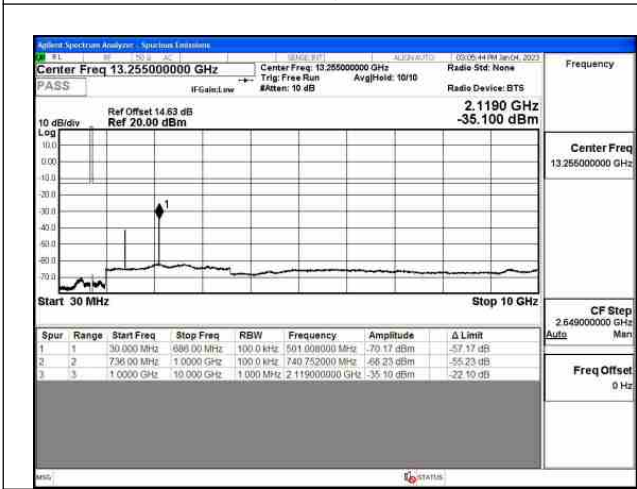 Agilent Spectrum Analyzer - Spurious Emissions
RL RF 50 Ω AC SENSE:INT ALIGN AUTO 03:05:44 PM Jan 04, 2023
Center Freq 13.255000000 GHz
PASS
IFGain:Low
Center Freq: 13.255000000 GHz
Trig: Free Run Avg|Hold: 10/10
#Atten: 10 dB
Radio Std: None
Radio Device: BTS
Frequency
Ref Offset 14.63 dB
10 dB/div Ref 20.00 dBm
2.1190 GHz
-35.100 dBm
Log
10.0
0.00
-10.0
-20.0
-30.0
-40.0
-50.0
-60.0
-70.0
1
Start 30 MHz Stop 10 GHz
Center Freq
13.255000000 GHz
CF Step
2.649000000 GHz
Auto Man
Freq Offset
0 Hz
Spur Range Start Freq Stop Freq RBW Frequency Amplitude Δ Limit
1 1 30.000 MHz 686.00 MHz 100.0 kHz 501.008000 MHz -70.17 dBm -57.17 dB
2 2 736.00 MHz 1.0000 GHz 100.0 kHz 740.752000 MHz -68.23 dBm -55.23 dB
3 3 1.0000 GHz 10.000 GHz 1.000 MHz 2.119000000 GHz -35.10 dBm -22.10 dB
MSG STATUS